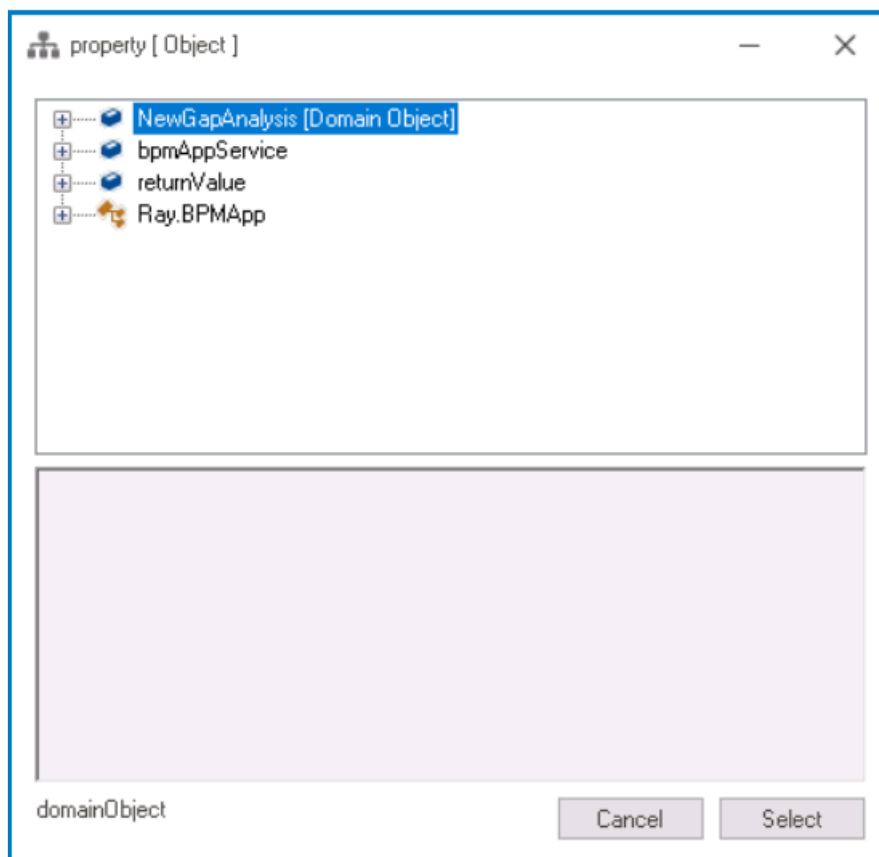 property [ Object ]
NewGapAnalysis [Domain Object]
bpmAppService
returnValue
Ray.BPMApp
domainObject
Cancel Select